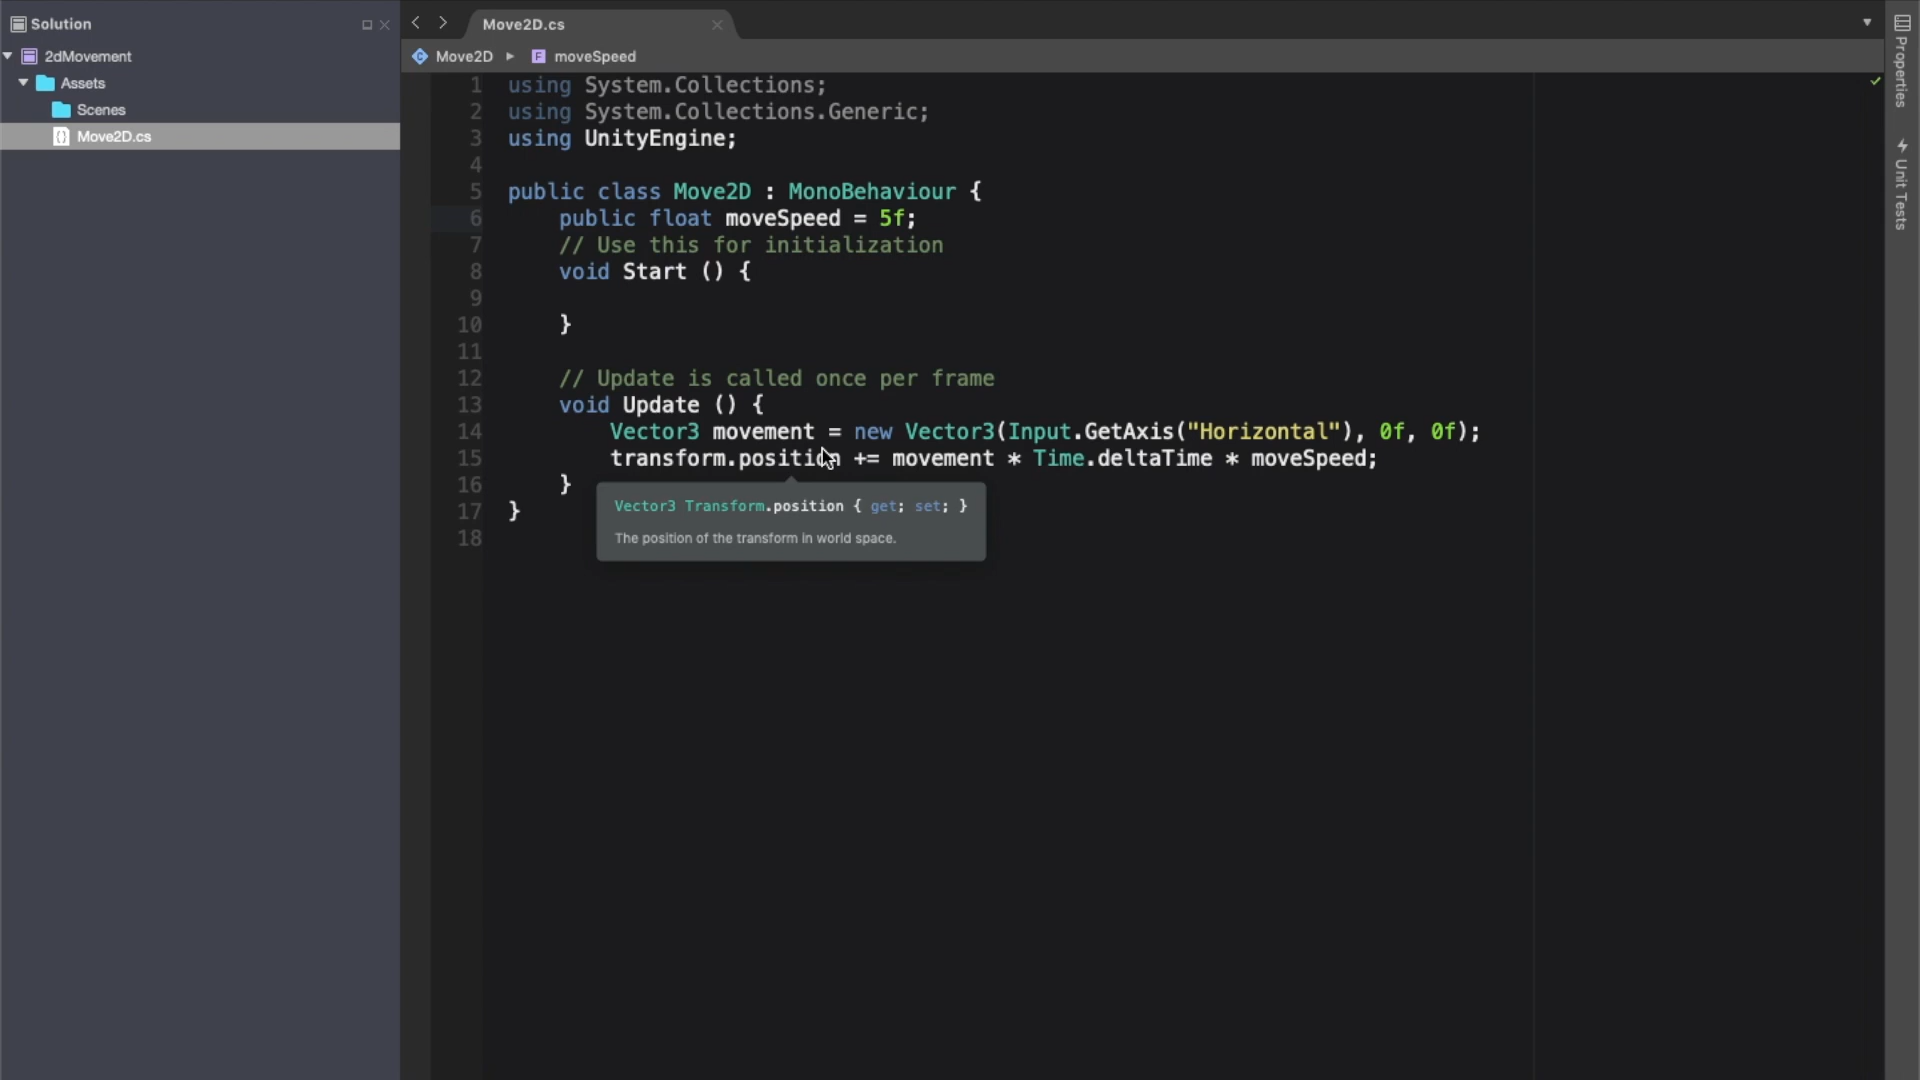 Solution
2dMovement
Assets
Scenes
Move2D.cs
Move2D.cs
Move2D
F moveSpeed
1 using System.Collections;
2 using System.Collections.Generic;
3 using UnityEngine;
4
5 public class Move2D : MonoBehaviour {
6 public float moveSpeed = 5f;
7 // Use this for initialization
8 void Start () {
9
10 }
11
12 // Update is called once per frame
13 void Update () {
14 Vector3 movement = new Vector3(Input.GetAxis("Horizontal"), 0f, 0f);
15 transform.position += movement * Time.deltaTime * moveSpeed;
16 }
17 }
18
Vector3 Transform.position { get; set; }
The position of the transform in world space.
Properties
Unit Tests